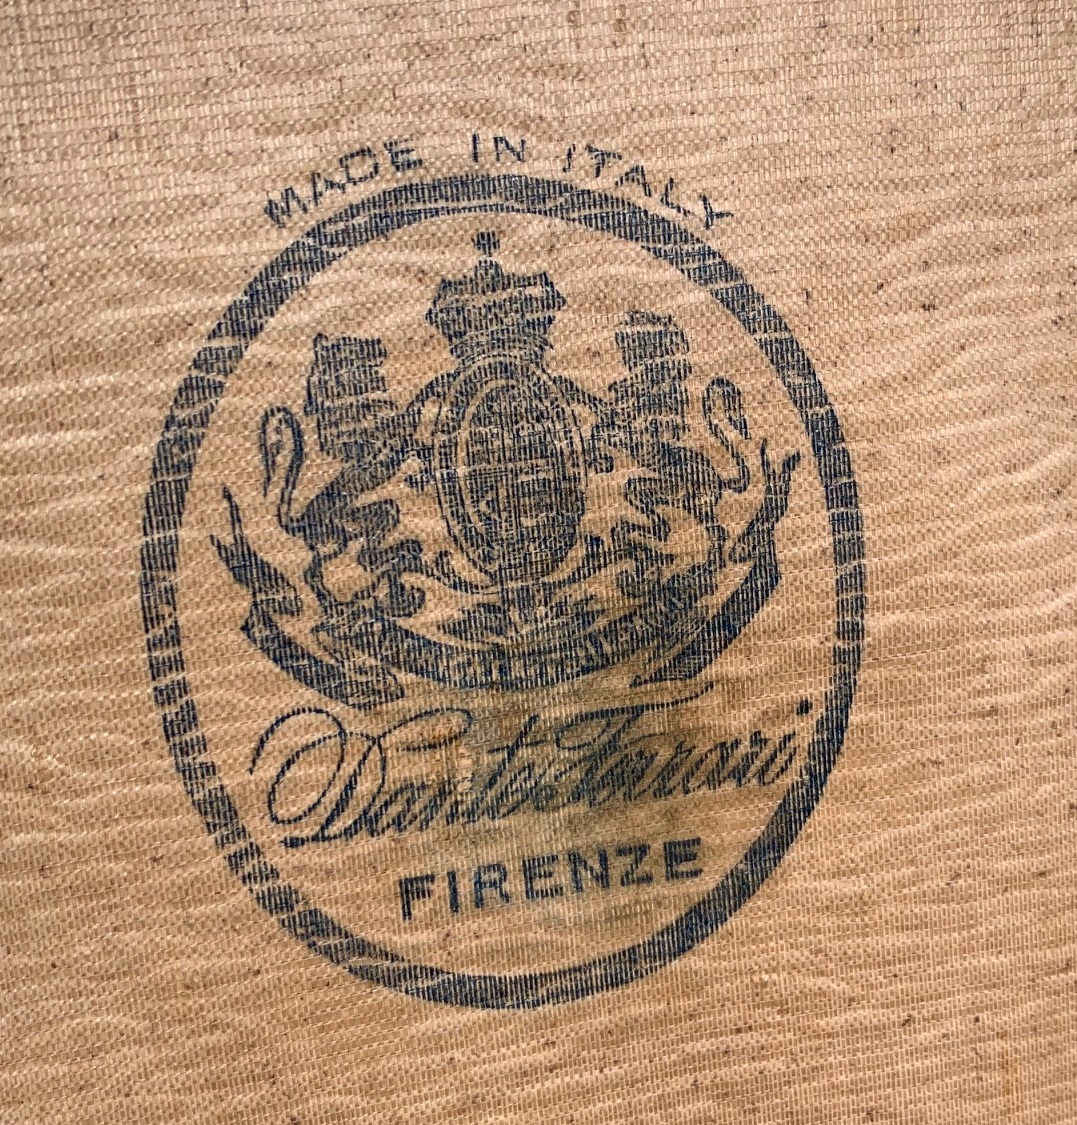 MADE IN ITALY
Dante Ferrari
FIRENZE